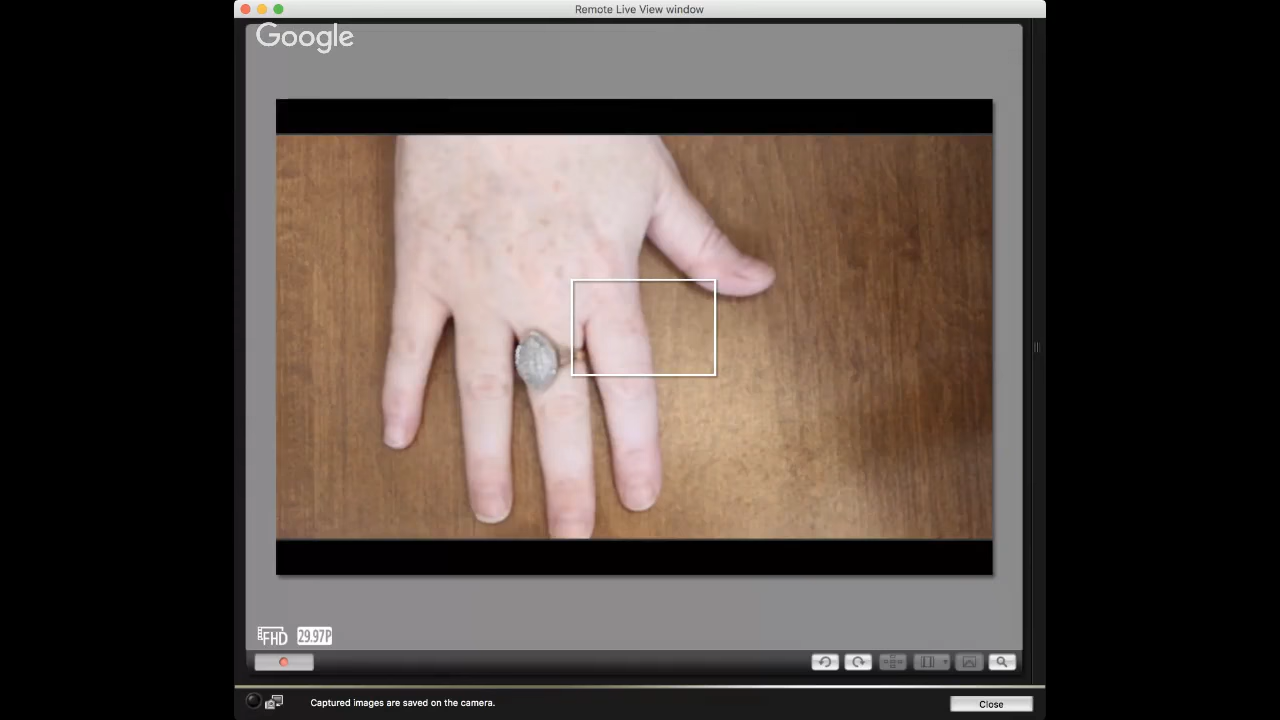 Remote Live View window
Google
FHD
29.97P
Captured images are saved on the camera.
Close